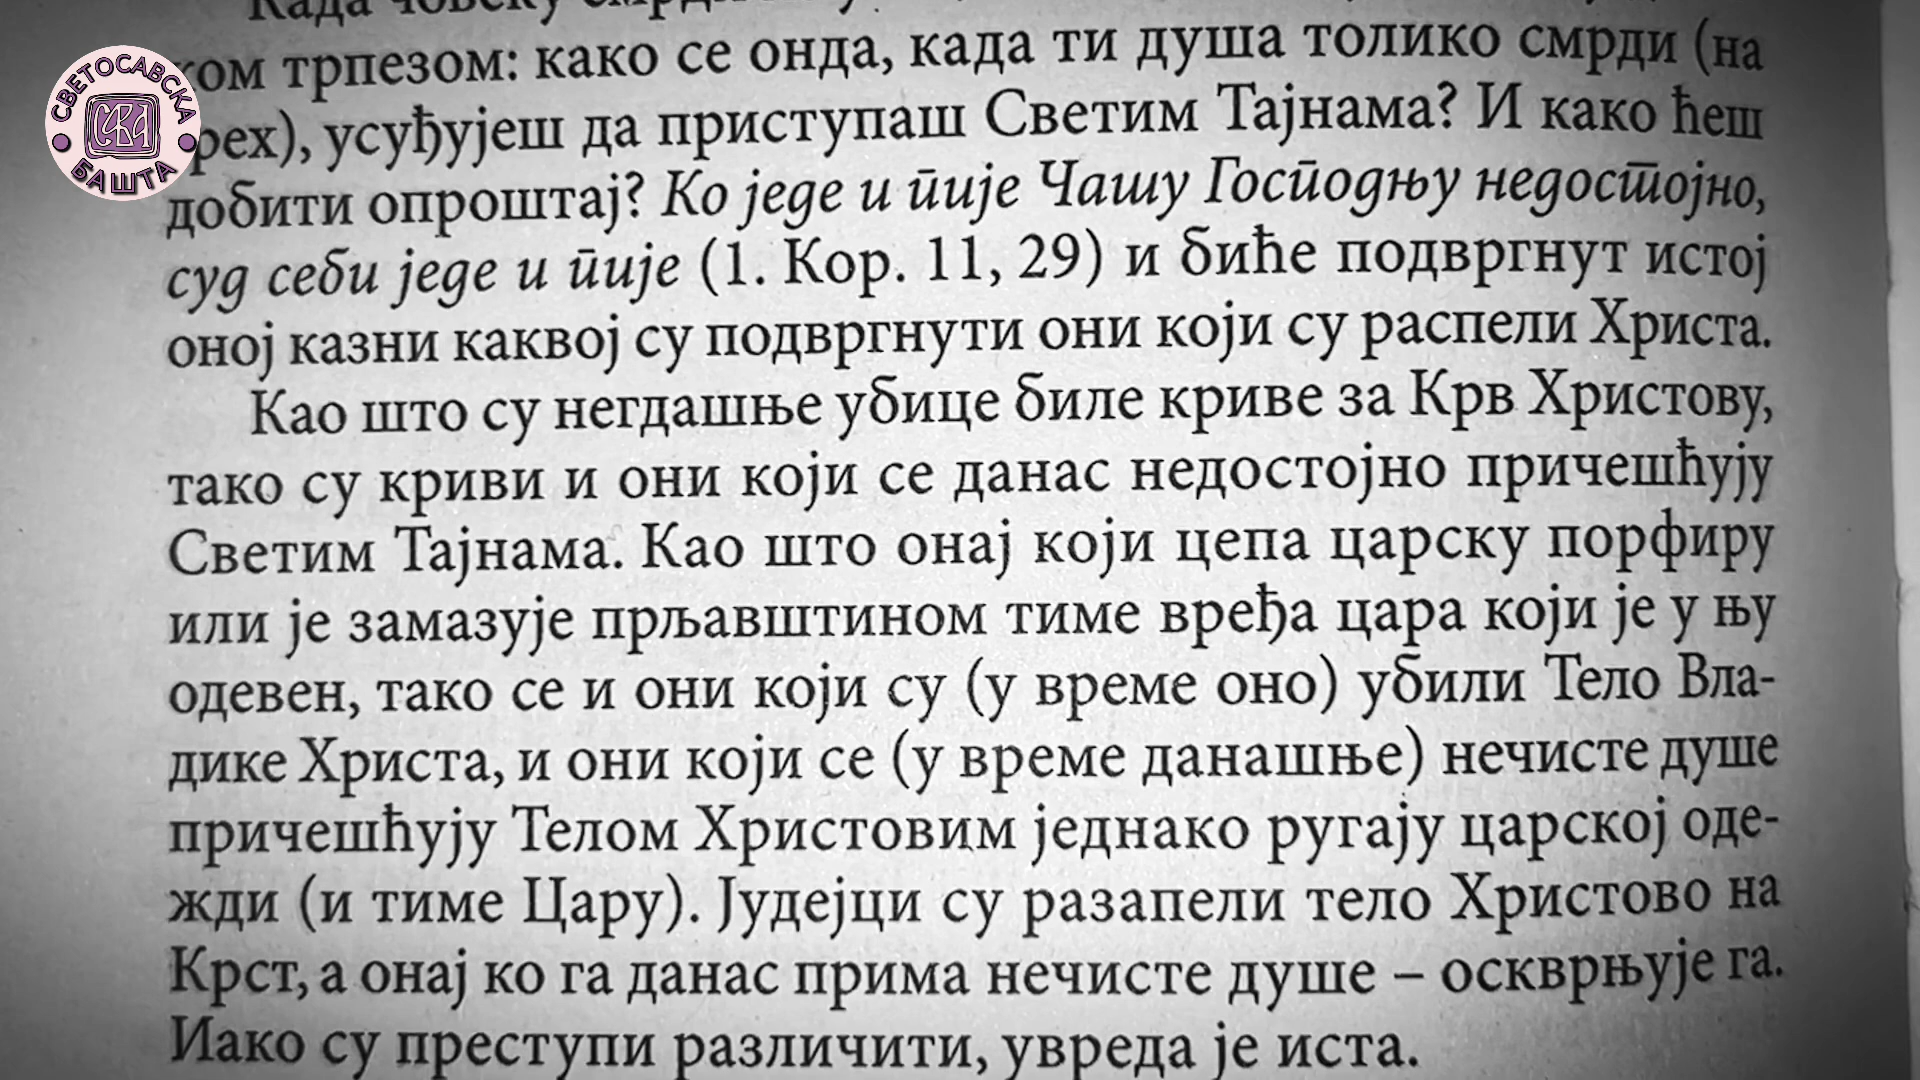 СВЕТОСАВСКА
БАШТА
Када човеку
ком трпезом: како се онда, када ти душа толико смрди (на
рех), усуђујеш да приступаш Светим Тајнама? И како ћеш
добити опроштај? Ко једе и пије Чашу Господњу недостојно,
суд себи једе и пије (1. Кор. 11, 29) и биће подвргнут истој
оној казни каквој су подвргнути они који су распели Христа.
Као што су негдашње убице биле криве за Крв Христову,
тако су криви и они који се данас недостојно причешћују
Светим Тајнама. Као што онај који цепа царску порфиру
или је замазује прљавштином тиме вређа цара који је у њу
одевен, тако се и они који су (у време оно) убили Тело Вла-
дике Христа, и они који се (у време данашње) нечисте душе
причешћују Телом Христовим једнако ругају царској оде-
жди (и тиме Цару). Јудејци су разапели тело Христово на
Крст, а онај ко га данас прима нечисте душе – оскврњује га.
Иако су преступи различити, увреда је иста.